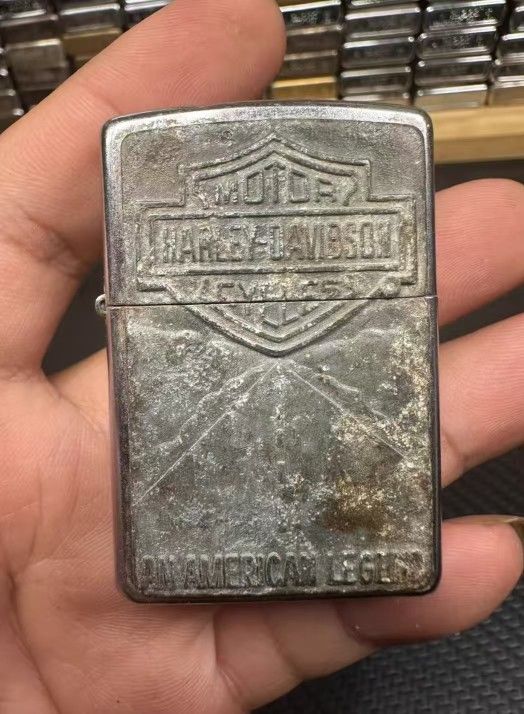 MOTOR
HARLEY-DAVIDSON
CYCLES
AN AMERICAN LEGEND